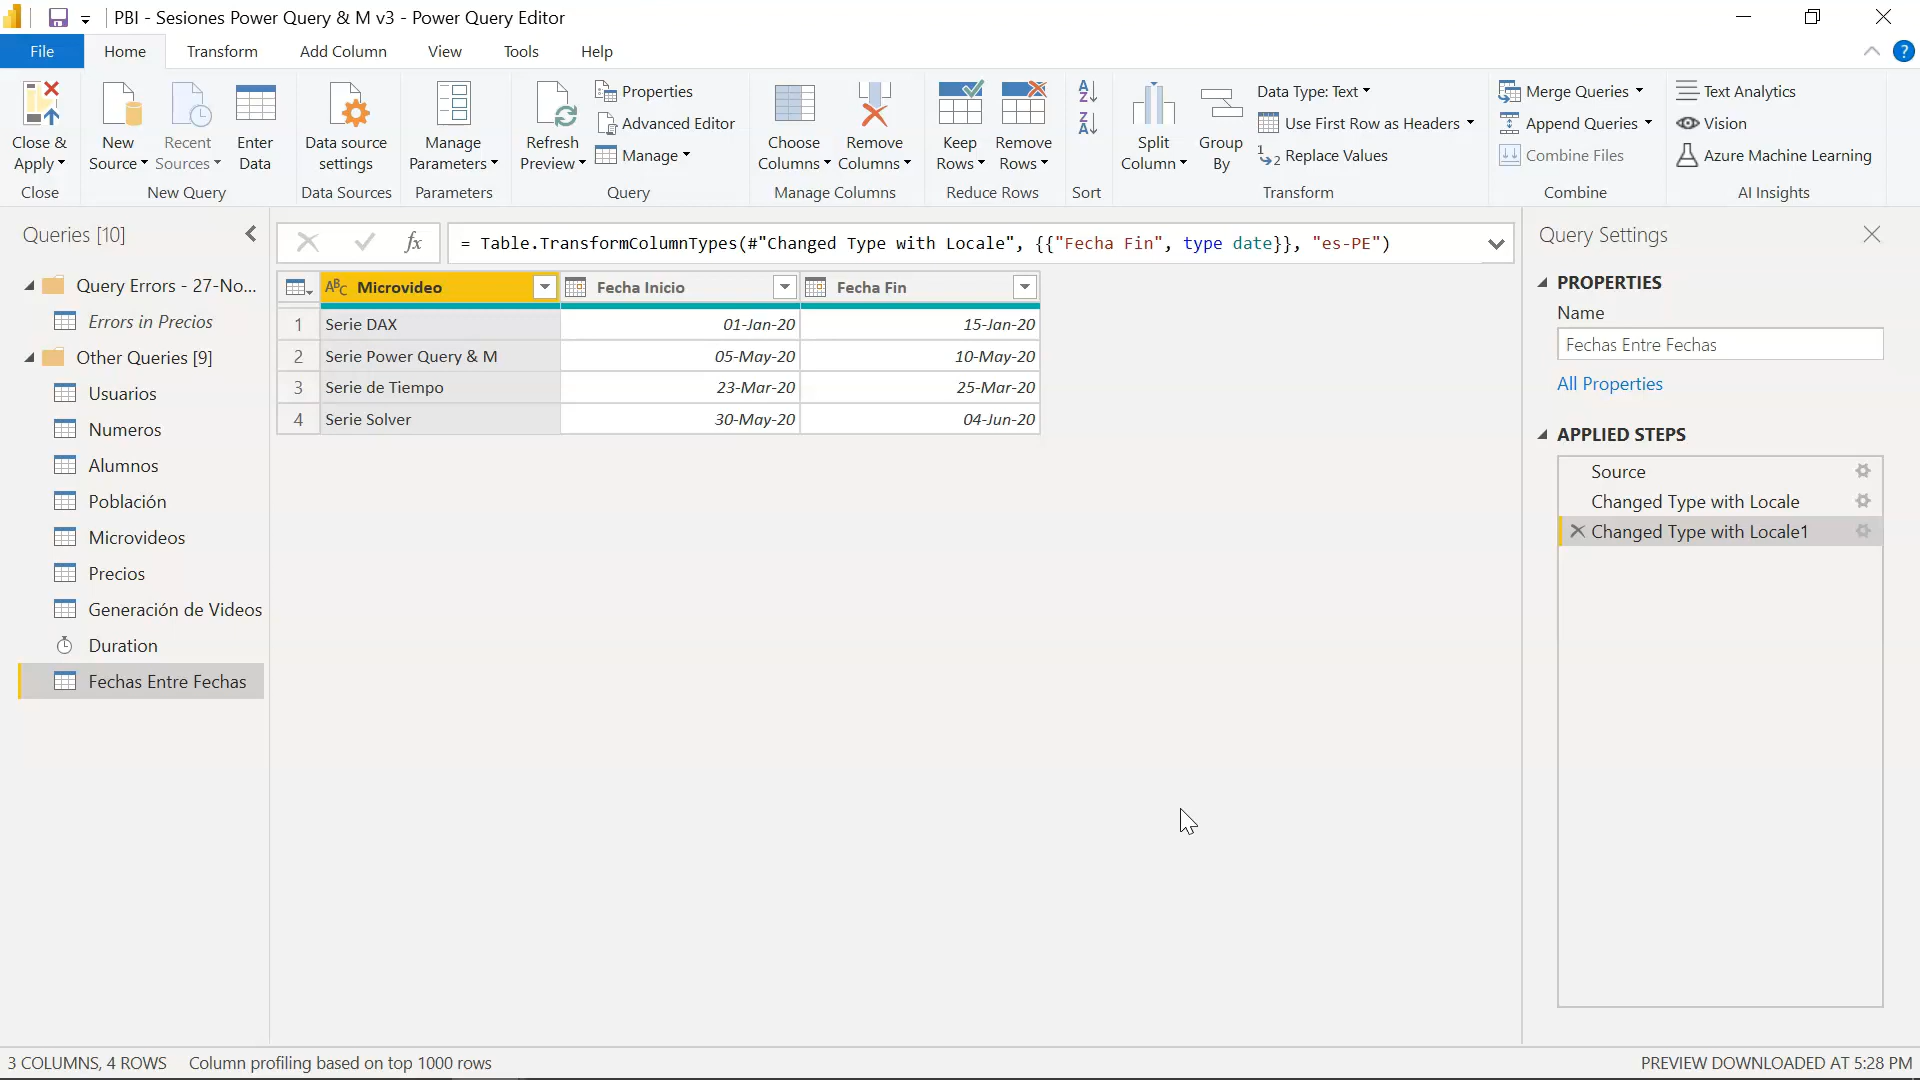 PBI - Sesiones Power Query & M v3 - Power Query Editor
File Home Transform Add Column View Tools Help ?
Close & Apply
New Source
Recent Sources
Enter Data
Data source settings
Manage Parameters
Refresh Preview
Properties
Advanced Editor
Manage
Choose Columns
Remove Columns
Keep Rows
Remove Rows
Split Column
Group By
Data Type: Text
Use First Row as Headers
Replace Values
Merge Queries
Append Queries
Combine Files
Text Analytics
Vision
Azure Machine Learning
Close New Query Data Sources Parameters Query Manage Columns Reduce Rows Sort Transform Combine AI Insights
Queries [10]
Query Errors - 27-No...
Errors in Precios
Other Queries [9]
Usuarios
Numeros
Alumnos
Población
Microvideos
Precios
Generación de Videos
Duration
Fechas Entre Fechas
fx = Table.TransformColumnTypes(#"Changed Type with Locale", {{"Fecha Fin", type date}}, "es-PE")
ABC Microvideo Fecha Inicio Fecha Fin
1 Serie DAX 01-Jan-20 15-Jan-20
2 Serie Power Query & M 05-May-20 10-May-20
3 Serie de Tiempo 23-Mar-20 25-Mar-20
4 Serie Solver 30-May-20 04-Jun-20
Query Settings
PROPERTIES
Name
Fechas Entre Fechas
All Properties
APPLIED STEPS
Source
Changed Type with Locale
Changed Type with Locale1
3 COLUMNS, 4 ROWS Column profiling based on top 1000 rows PREVIEW DOWNLOADED AT 5:28 PM